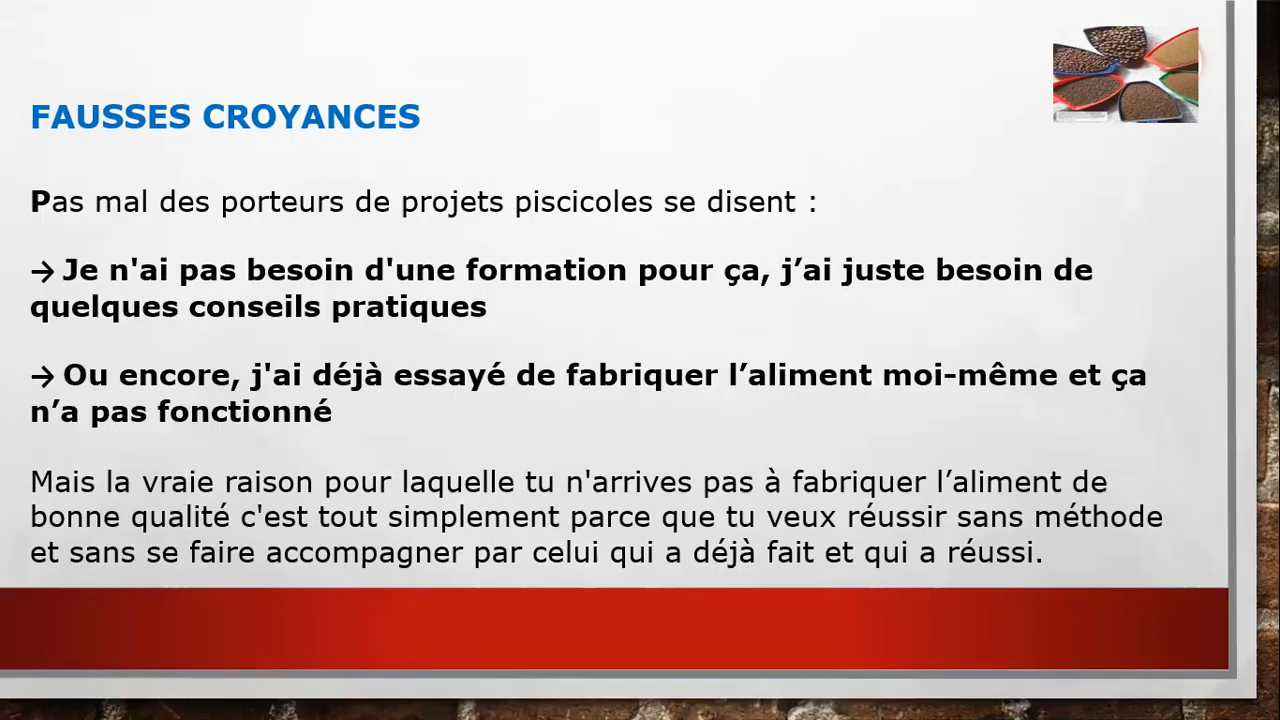 FAUSSES CROYANCES
Pas mal des porteurs de projets piscicoles se disent :
→ Je n'ai pas besoin d'une formation pour ça, j’ai juste besoin de
quelques conseils pratiques
→ Ou encore, j'ai déjà essayé de fabriquer l’aliment moi-même et ça
n’a pas fonctionné
Mais la vraie raison pour laquelle tu n'arrives pas à fabriquer l’aliment de
bonne qualité c'est tout simplement parce que tu veux réussir sans méthode
et sans se faire accompagner par celui qui a déjà fait et qui a réussi.